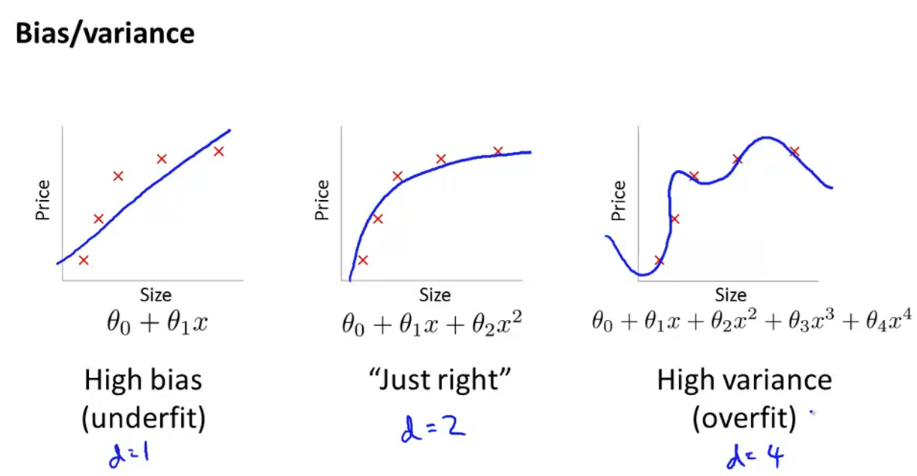 Bias/variance
Price
Size
θ₀ + θ₁x
High bias
(underfit)
d=1
Price
Size
θ₀ + θ₁x + θ₂x²
“Just right”
d=2
Price
Size
θ₀ + θ₁x + θ₂x² + θ₃x³ + θ₄x⁴
High variance
(overfit)
d=4